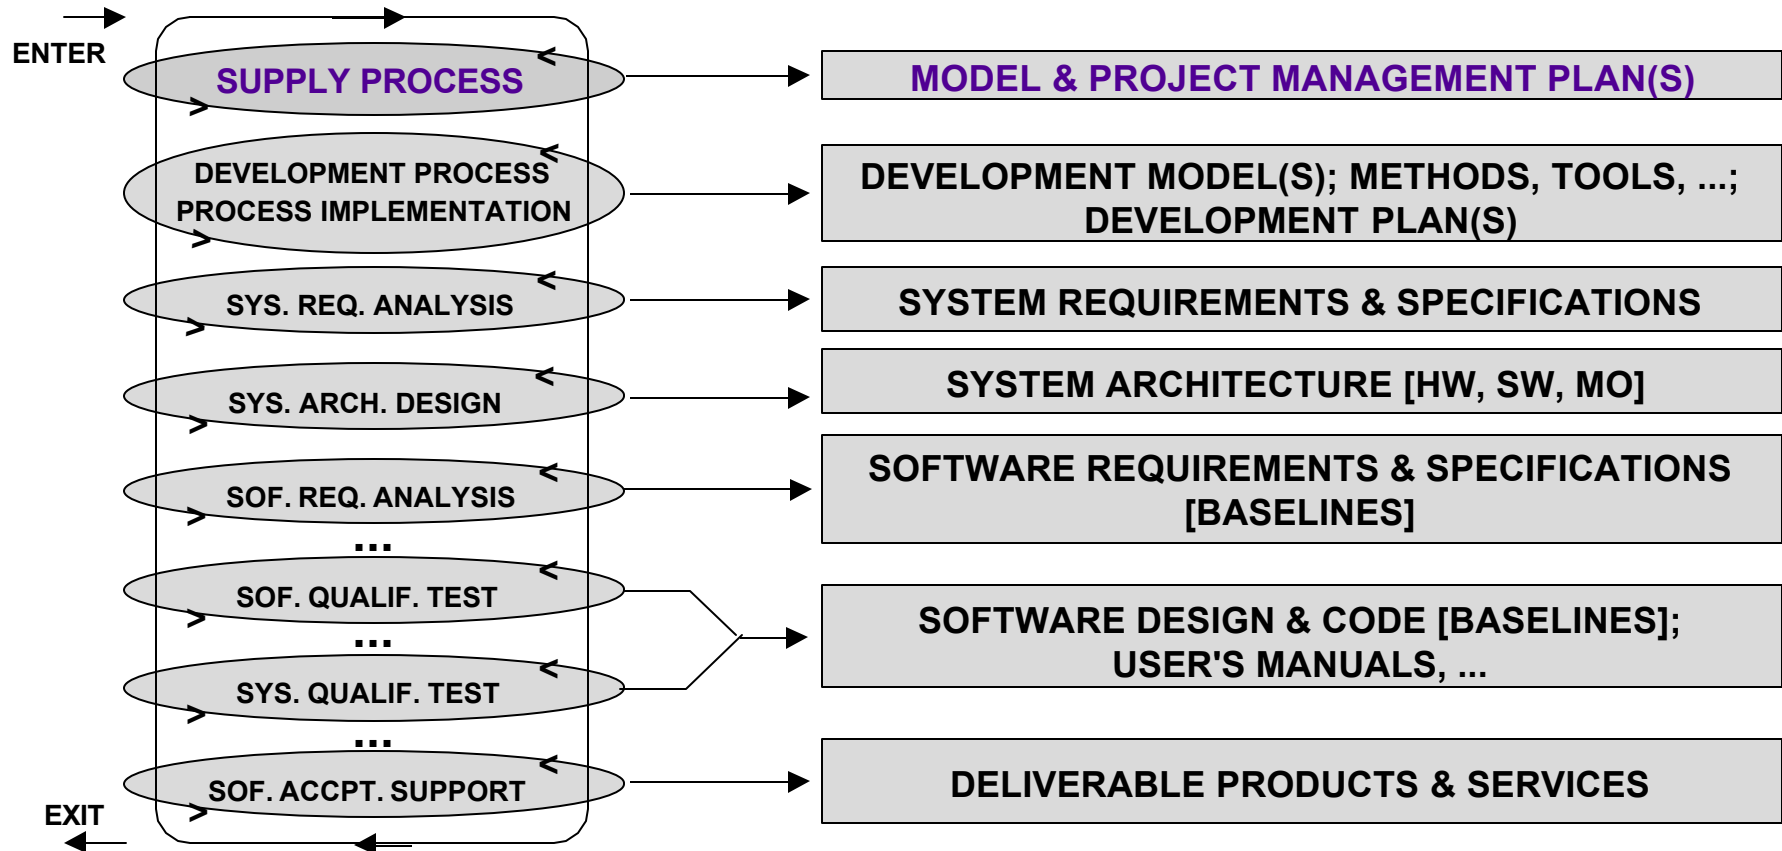 ENTER
SUPPLY PROCESS
MODEL & PROJECT MANAGEMENT PLAN(S)
DEVELOPMENT PROCESS
PROCESS IMPLEMENTATION
DEVELOPMENT MODEL(S); METHODS, TOOLS, ...;
DEVELOPMENT PLAN(S)
SYS. REQ. ANALYSIS
SYSTEM REQUIREMENTS & SPECIFICATIONS
SYS. ARCH. DESIGN
SYSTEM ARCHITECTURE [HW, SW, MO]
SOF. REQ. ANALYSIS
SOFTWARE REQUIREMENTS & SPECIFICATIONS
[BASELINES]
...
SOF. QUALIF. TEST
...
SYS. QUALIF. TEST
SOFTWARE DESIGN & CODE [BASELINES];
USER'S MANUALS, ...
...
SOF. ACCPT. SUPPORT
DELIVERABLE PRODUCTS & SERVICES
EXIT